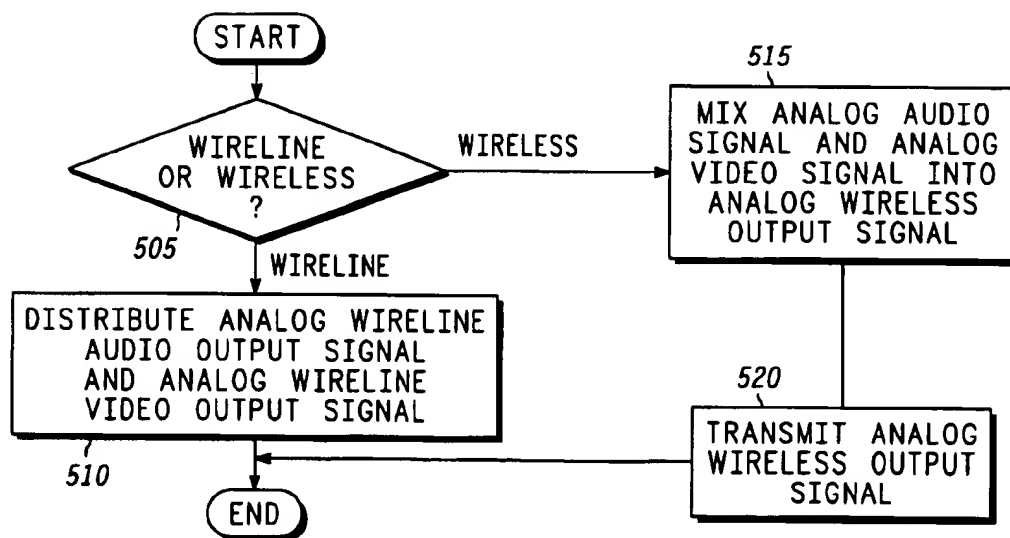 START
WIRELINE
OR WIRELESS
?
505
WIRELESS
515
MIX ANALOG AUDIO
SIGNAL AND ANALOG
VIDEO SIGNAL INTO
ANALOG WIRELESS
OUTPUT SIGNAL
WIRELINE
DISTRIBUTE ANALOG WIRELINE
AUDIO OUTPUT SIGNAL
AND ANALOG WIRELINE
VIDEO OUTPUT SIGNAL
510
520
TRANSMIT ANALOG
WIRELESS OUTPUT
SIGNAL
END